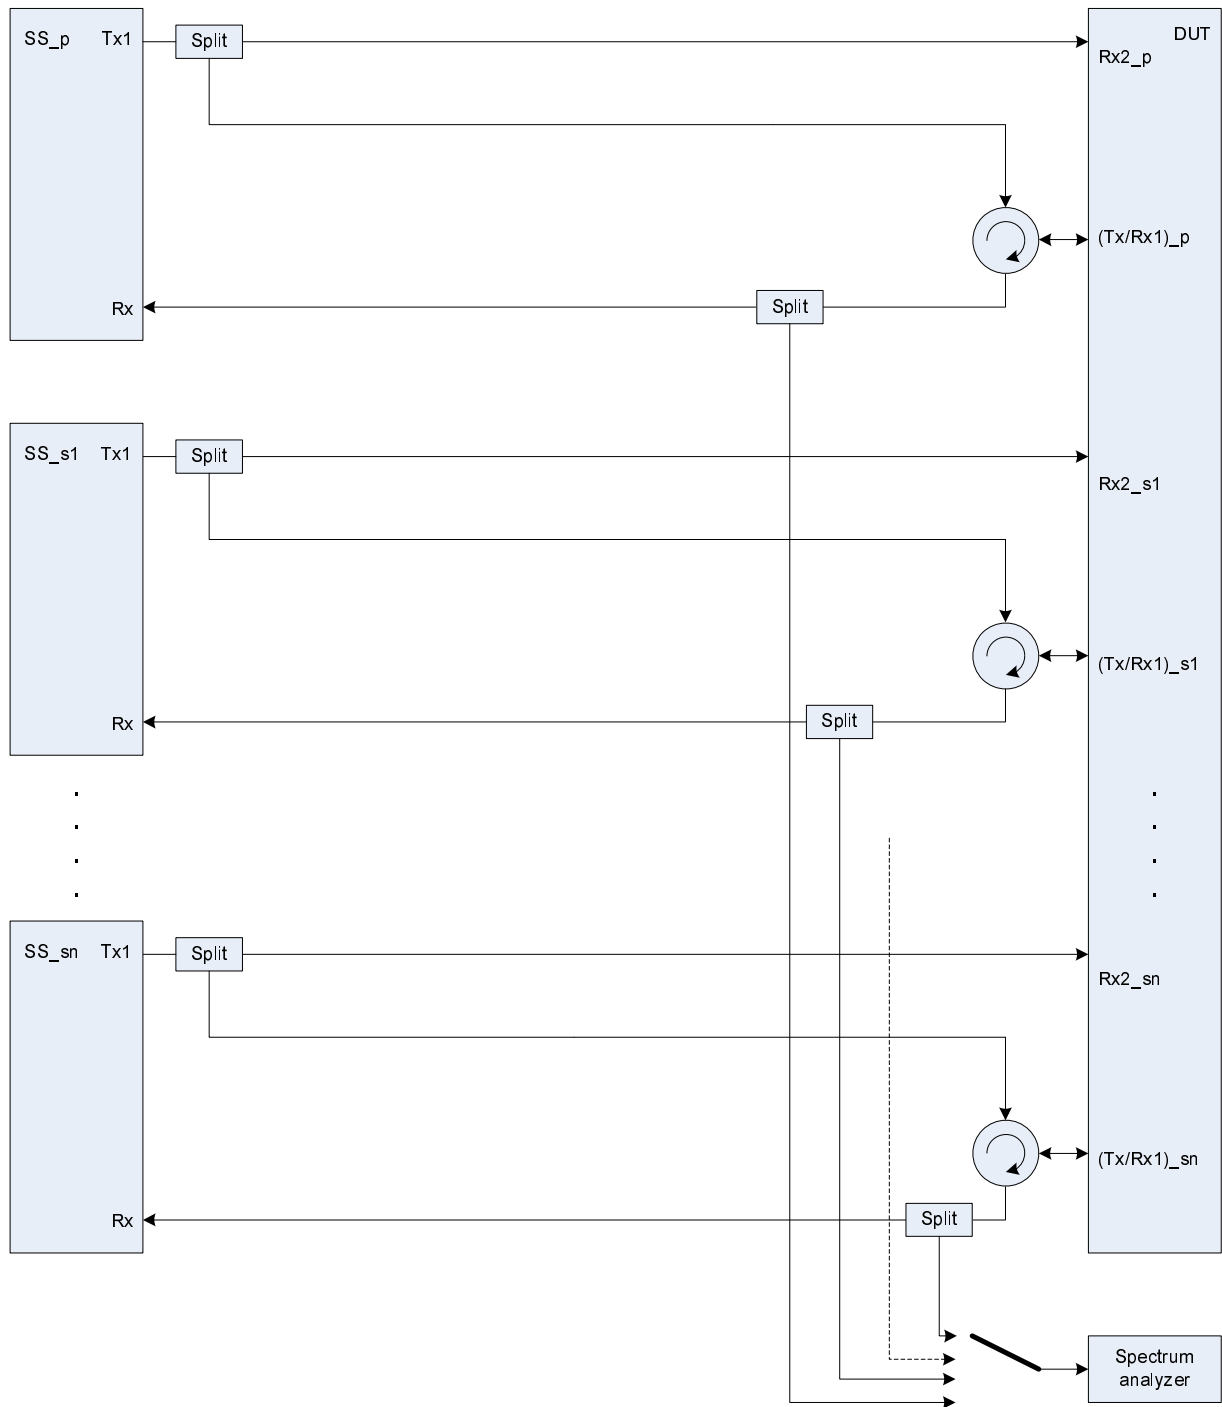 SS_p Tx1
Split
DUT
Rx2_p
(Tx/Rx1)_p
Split
Rx
SS_s1 Tx1
Split
Rx2_s1
(Tx/Rx1)_s1
Split
Rx
SS_sn Tx1
Split
Rx2_sn
(Tx/Rx1)_sn
Split
Rx
Spectrum
analyzer